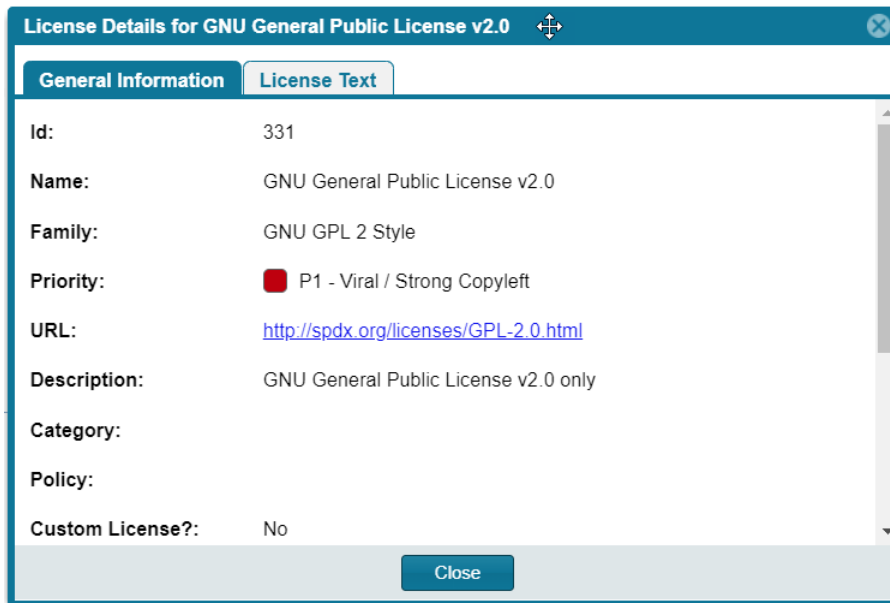 License Details for GNU General Public License v2.0
General Information License Text
Id: 331
Name: GNU General Public License v2.0
Family: GNU GPL 2 Style
Priority: P1 - Viral / Strong Copyleft
URL: http://spdx.org/licenses/GPL-2.0.html
Description: GNU General Public License v2.0 only
Category:
Policy:
Custom License?: No
Close